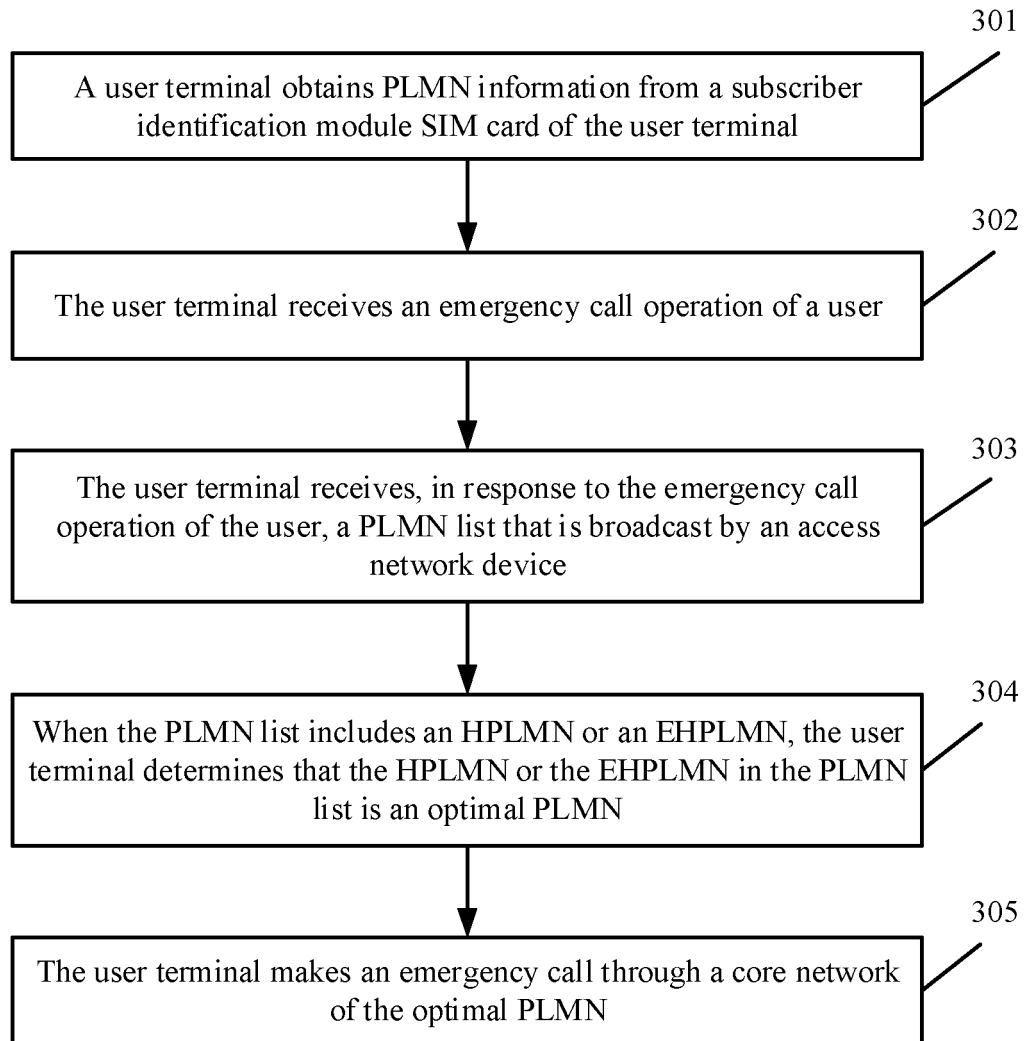 301
A user terminal obtains PLMN information from a subscriber
identification module SIM card of the user terminal
302
The user terminal receives an emergency call operation of a user
303
The user terminal receives, in response to the emergency call
operation of the user, a PLMN list that is broadcast by an access
network device
304
When the PLMN list includes an HPLMN or an EHPLMN, the user
terminal determines that the HPLMN or the EHPLMN in the PLMN
list is an optimal PLMN
305
The user terminal makes an emergency call through a core network
of the optimal PLMN